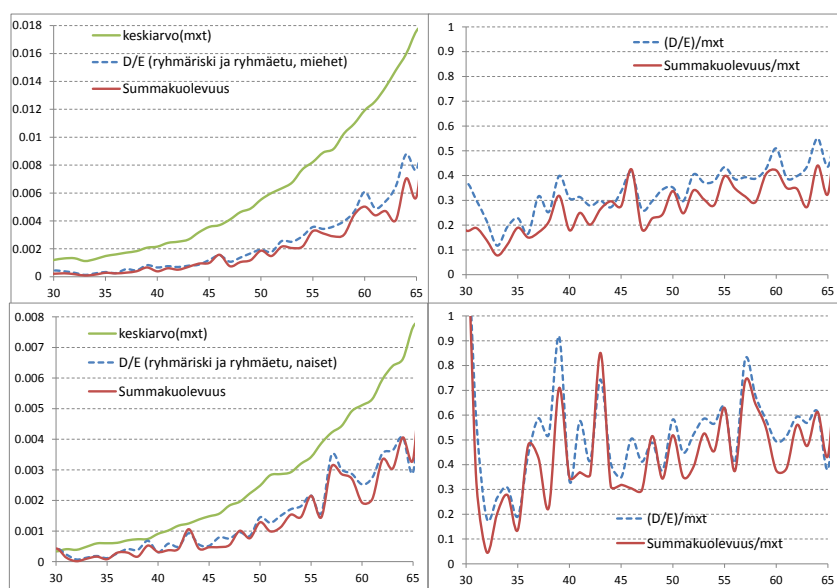 0.018
0.016
0.014
0.012
0.01
0.008
0.006
0.004
0.002
0
keskiarvo(mxt)
D/E (ryhmäriski ja ryhmäetu, miehet)
Summakuolevuus
30 35 40 45 50 55 60 65
1
0.9
0.8
0.7
0.6
0.5
0.4
0.3
0.2
0.1
0
(D/E)/mxt
Summakuolevuus/mxt
30 35 40 45 50 55 60 65
0.008
0.007
0.006
0.005
0.004
0.003
0.002
0.001
0
keskiarvo(mxt)
D/E (ryhmäriski ja ryhmäetu, naiset)
Summakuolevuus
30 35 40 45 50 55 60 65
1
0.9
0.8
0.7
0.6
0.5
0.4
0.3
0.2
0.1
0
(D/E)/mxt
Summakuolevuus/mxt
30 35 40 45 50 55 60 65